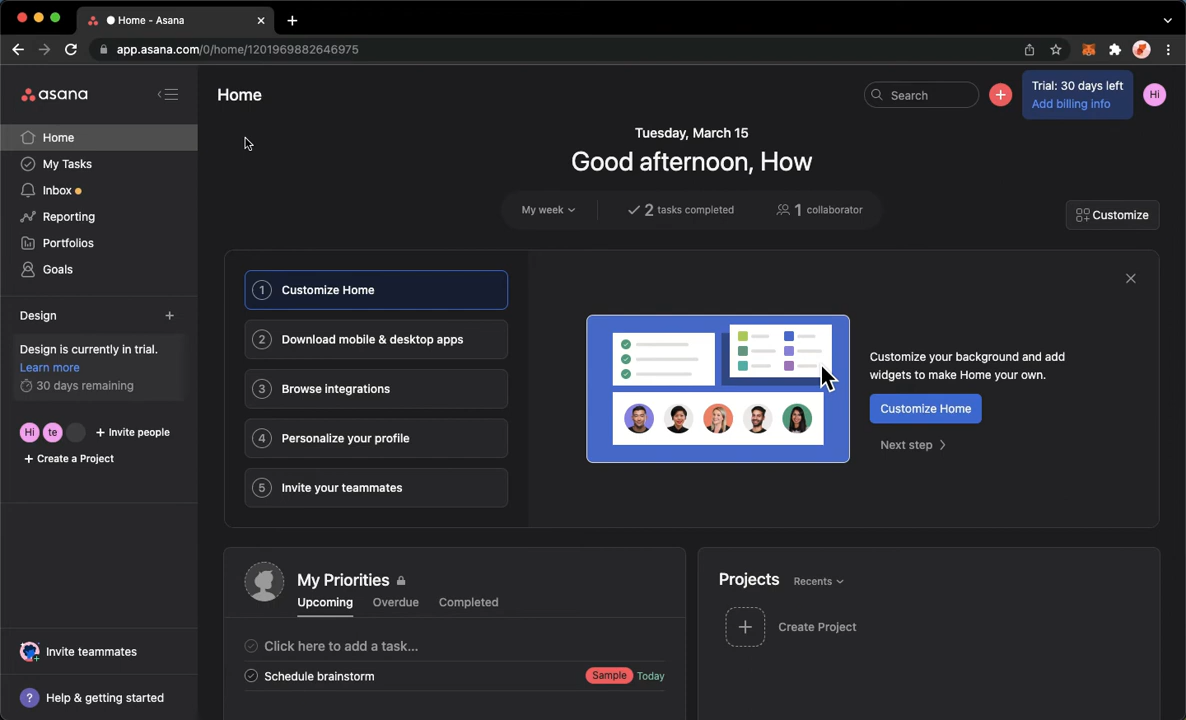 Home - Asana
app.asana.com/0/home/1201969882646975
asana
Home
My Tasks
Inbox
Reporting
Portfolios
Goals
Design
Design is currently in trial.
Learn more
30 days remaining
Hi te + Invite people
+ Create a Project
Invite teammates
? Help & getting started
Home
Search
Trial: 30 days left
Add billing info
Hi
Tuesday, March 15
Good afternoon, How
My week
2 tasks completed
1 collaborator
Customize
1 Customize Home
2 Download mobile & desktop apps
3 Browse integrations
4 Personalize your profile
5 Invite your teammates
Customize your background and add
widgets to make Home your own.
Customize Home
Next step
My Priorities
Upcoming Overdue Completed
Click here to add a task...
Schedule brainstorm Sample Today
Projects Recents
Create Project